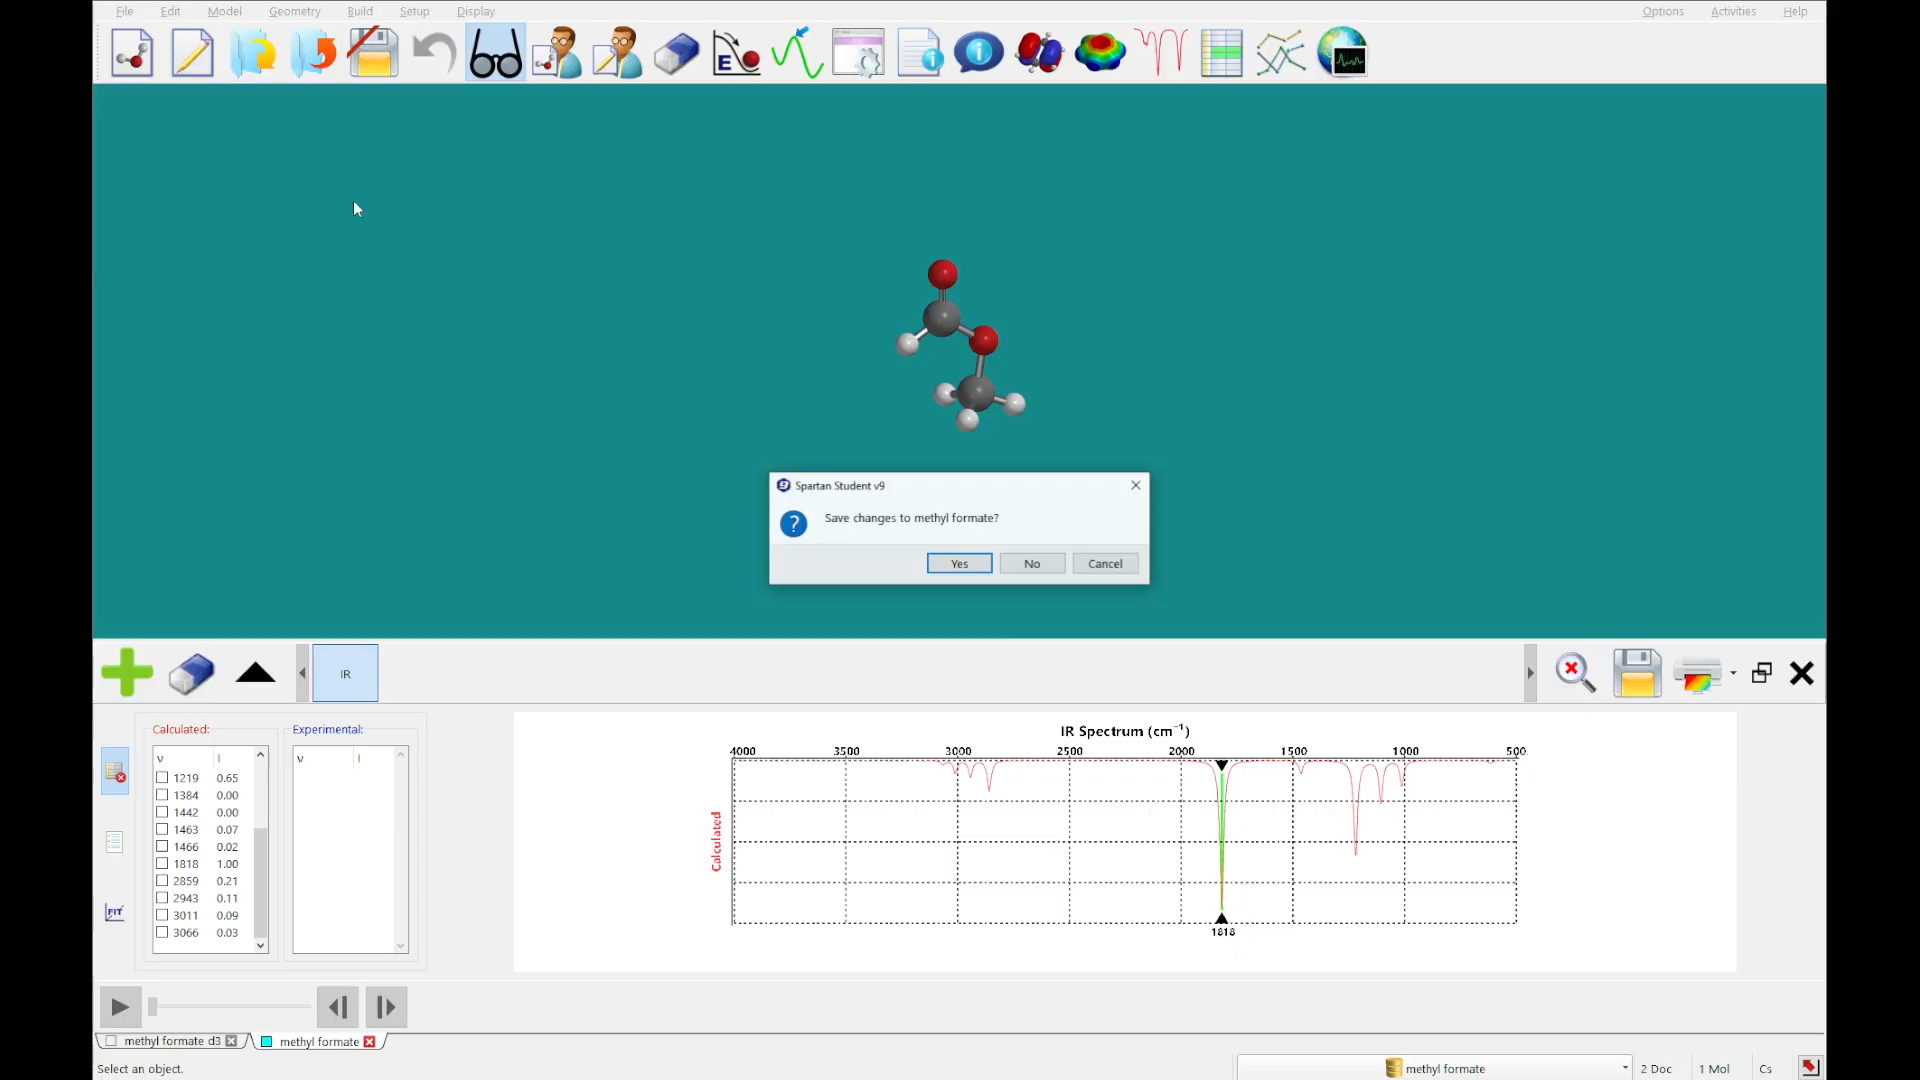 File Edit Model Geometry Build Setup Display Options Activities Help
E
Spartan Student v9
Save changes to methyl formate?
Yes No Cancel
IR
Calculated: Experimental:
ν I ν I
1219 0.65
1384 0.00
1442 0.00
1463 0.07
1466 0.02
1818 1.00
2859 0.21
2943 0.11
3011 0.09
3066 0.03
FIT
IR Spectrum (cm⁻¹)
4000 3500 3000 2500 2000 1500 1000 500
Calculated
1818
methyl formate d3 methyl formate
Select an object. methyl formate 2 Doc 1 Mol Cs